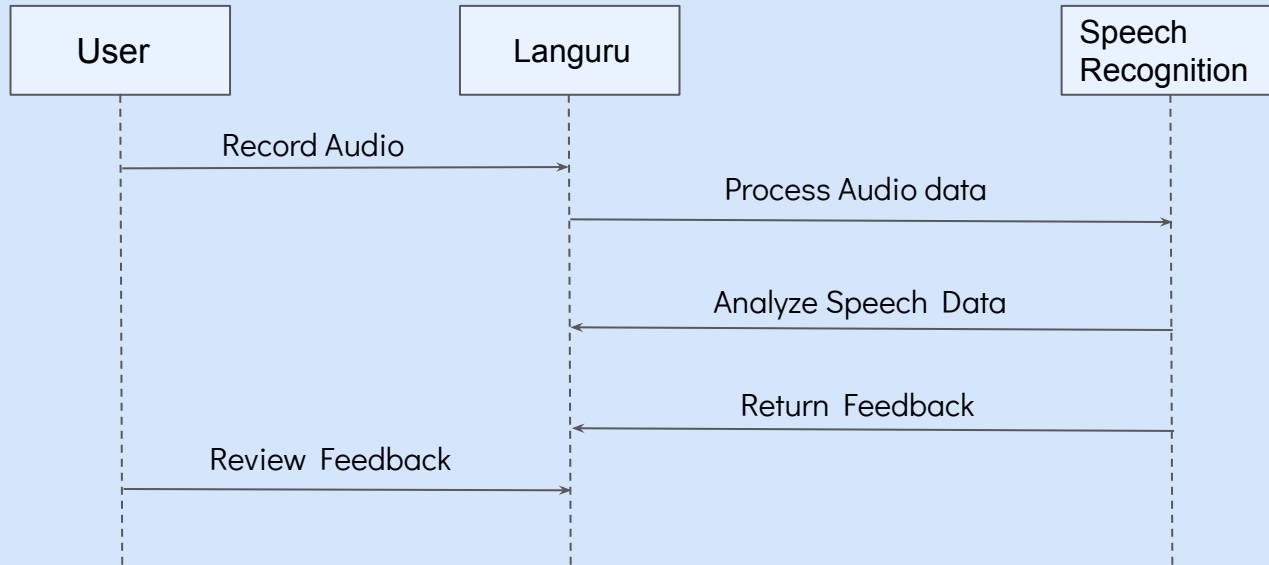 User
Languru
Speech
Recognition
Record Audio
Process Audio data
Analyze Speech Data
Return Feedback
Review Feedback